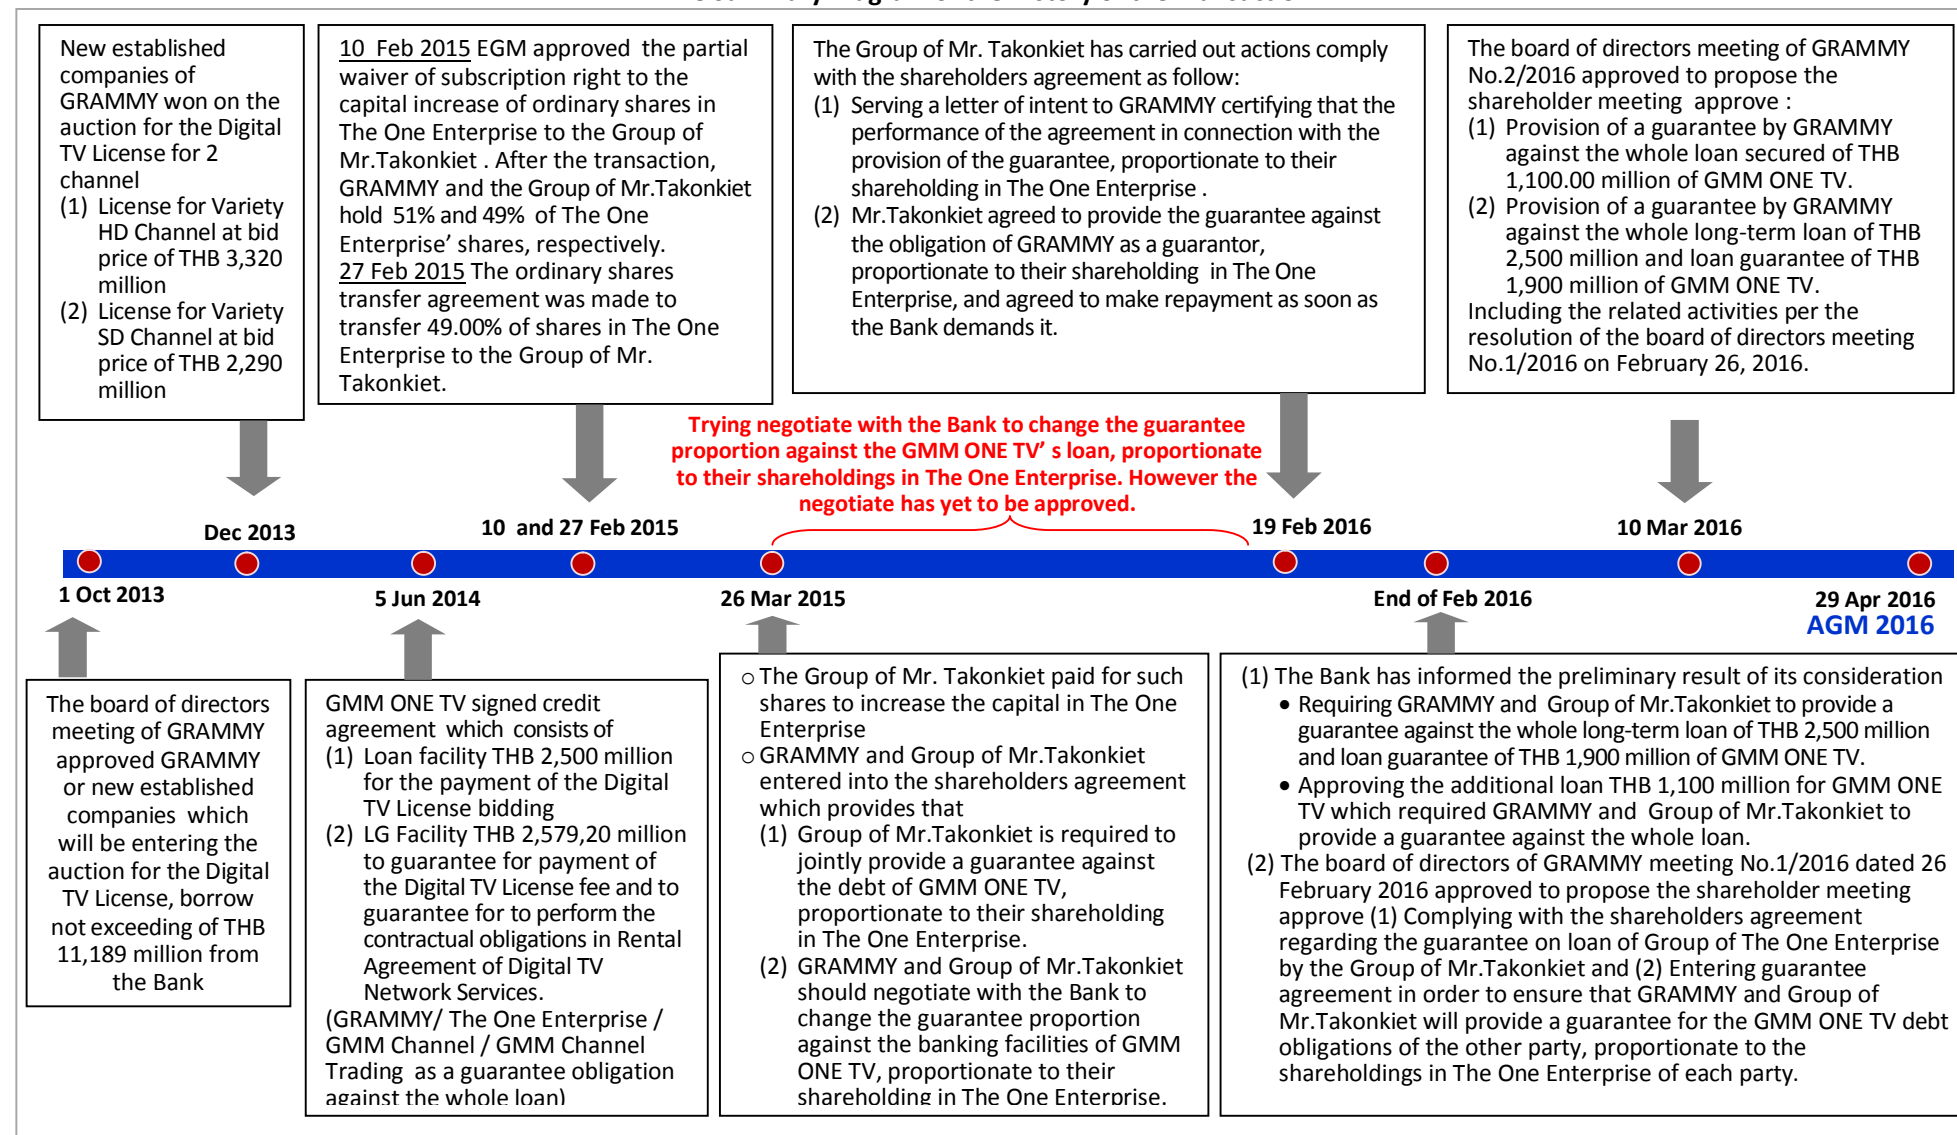 New established
companies of
GRAMMY won on the
auction for the Digital
TV License for 2
channel
(1) License for Variety
HD Channel at bid
price of THB 3,320
million
(2) License for Variety
SD Channel at bid
price of THB 2,290
million
10 Feb 2015 EGM approved the partial
waiver of subscription right to the
capital increase of ordinary shares in
The One Enterprise to the Group of
Mr.Takonkiet . After the transaction,
GRAMMY and the Group of Mr.Takonkiet
hold 51% and 49% of The One
Enterprise’ shares, respectively.
27 Feb 2015 The ordinary shares
transfer agreement was made to
transfer 49.00% of shares in The One
Enterprise to the Group of Mr.
Takonkiet.
The Group of Mr. Takonkiet has carried out actions comply
with the shareholders agreement as follow:
(1) Serving a letter of intent to GRAMMY certifying that the
performance of the agreement in connection with the
provision of the guarantee, proportionate to their
shareholding in The One Enterprise .
(2) Mr.Takonkiet agreed to provide the guarantee against
the obligation of GRAMMY as a guarantor,
proportionate to their shareholding in The One
Enterprise, and agreed to make repayment as soon as
the Bank demands it.
The board of directors meeting of GRAMMY
No.2/2016 approved to propose the
shareholder meeting approve :
(1) Provision of a guarantee by GRAMMY
against the whole loan secured of THB
1,100.00 million of GMM ONE TV.
(2) Provision of a guarantee by GRAMMY
against the whole long-term loan of THB
2,500 million and loan guarantee of THB
1,900 million of GMM ONE TV.
Including the related activities per the
resolution of the board of directors meeting
No.1/2016 on February 26, 2016.
Trying negotiate with the Bank to change the guarantee
proportion against the GMM ONE TV’ s loan, proportionate
to their shareholdings in The One Enterprise. However the
negotiate has yet to be approved.
Dec 2013
10 and 27 Feb 2015
19 Feb 2016
10 Mar 2016
1 Oct 2013
5 Jun 2014
26 Mar 2015
End of Feb 2016
29 Apr 2016
AGM 2016
The board of directors
meeting of GRAMMY
approved GRAMMY
or new established
companies which
will be entering the
auction for the Digital
TV License, borrow
not exceeding of THB
11,189 million from
the Bank
GMM ONE TV signed credit
agreement which consists of
(1) Loan facility THB 2,500 million
for the payment of the Digital
TV License bidding
(2) LG Facility THB 2,579,20 million
to guarantee for payment of
the Digital TV License fee and to
guarantee for to perform the
contractual obligations in Rental
Agreement of Digital TV
Network Services.
(GRAMMY/ The One Enterprise /
GMM Channel / GMM Channel
Trading as a guarantee obligation
against the whole loan)
o The Group of Mr. Takonkiet paid for such
shares to increase the capital in The One
Enterprise
o GRAMMY and Group of Mr.Takonkiet
entered into the shareholders agreement
which provides that
(1) Group of Mr.Takonkiet is required to
jointly provide a guarantee against
the debt of GMM ONE TV,
proportionate to their shareholding
in The One Enterprise.
(2) GRAMMY and Group of Mr.Takonkiet
should negotiate with the Bank to
change the guarantee proportion
against the banking facilities of GMM
ONE TV, proportionate to their
shareholding in The One Enterprise.
(1) The Bank has informed the preliminary result of its consideration
• Requiring GRAMMY and Group of Mr.Takonkiet to provide a
guarantee against the whole long-term loan of THB 2,500 million
and loan guarantee of THB 1,900 million of GMM ONE TV.
• Approving the additional loan THB 1,100 million for GMM ONE
TV which required GRAMMY and Group of Mr.Takonkiet to
provide a guarantee against the whole loan.
(2) The board of directors of GRAMMY meeting No.1/2016 dated 26
February 2016 approved to propose the shareholder meeting
approve (1) Complying with the shareholders agreement
regarding the guarantee on loan of Group of The One Enterprise
by the Group of Mr.Takonkiet and (2) Entering guarantee
agreement in order to ensure that GRAMMY and Group of
Mr.Takonkiet will provide a guarantee for the GMM ONE TV debt
obligations of the other party, proportionate to the
shareholdings in The One Enterprise of each party.